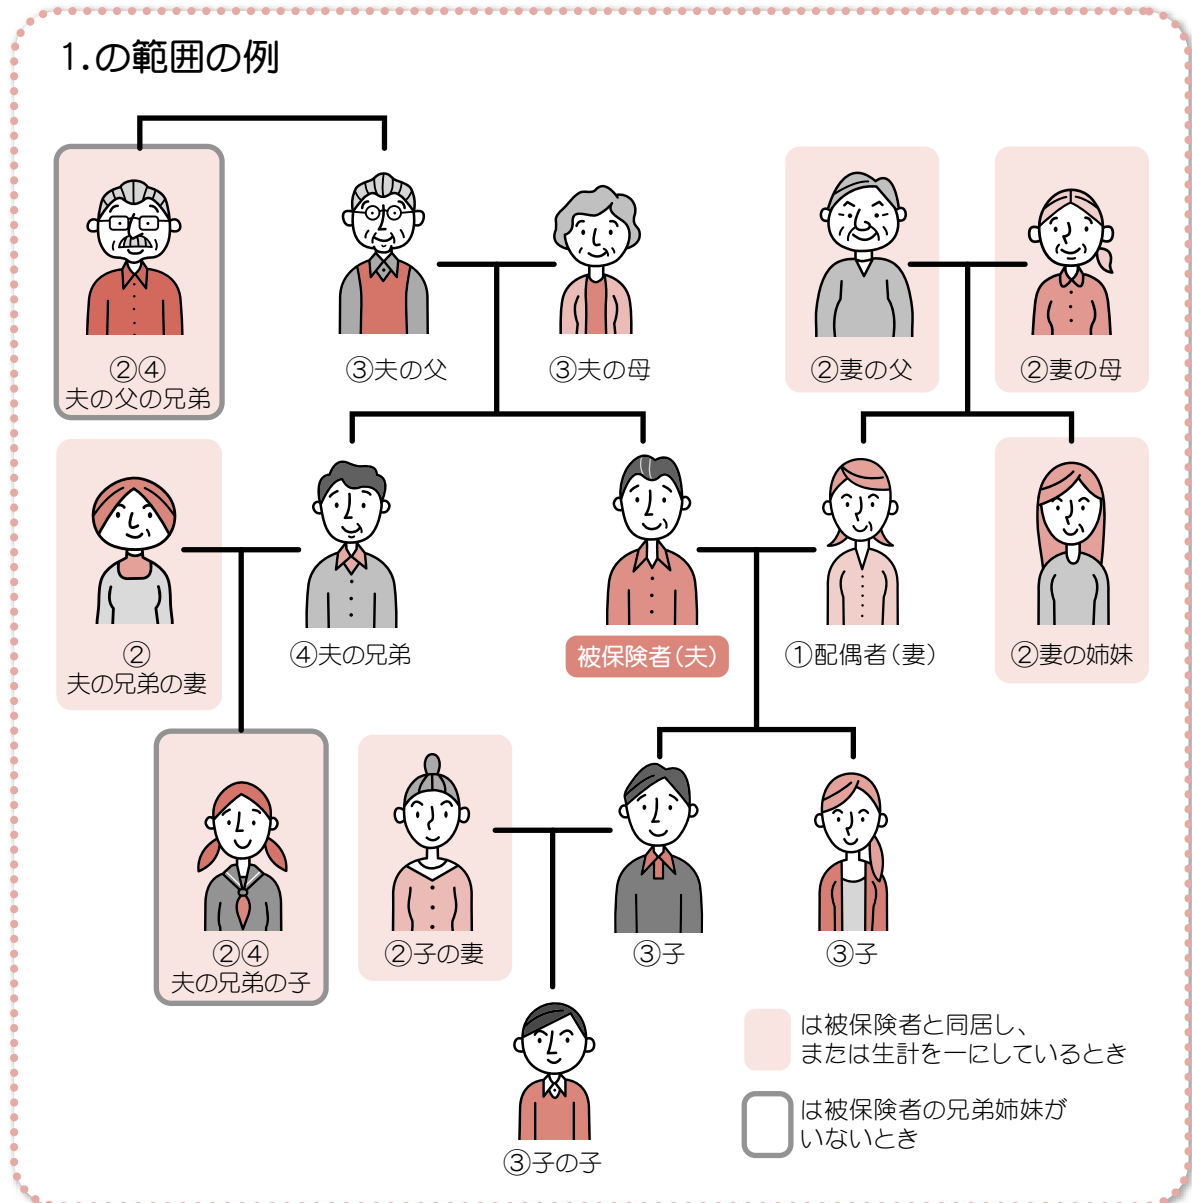 1.の範囲の例
②④
夫の父の兄弟
③夫の父
③夫の母
②妻の父
②妻の母
②
夫の兄弟の妻
④夫の兄弟
被保険者(夫)
①配偶者(妻)
②妻の姉妹
②④
夫の兄弟の子
②子の妻
③子
③子
③子の子
は被保険者と同居し、
または生計を一にしているとき
は被保険者の兄弟姉妹が
いないとき